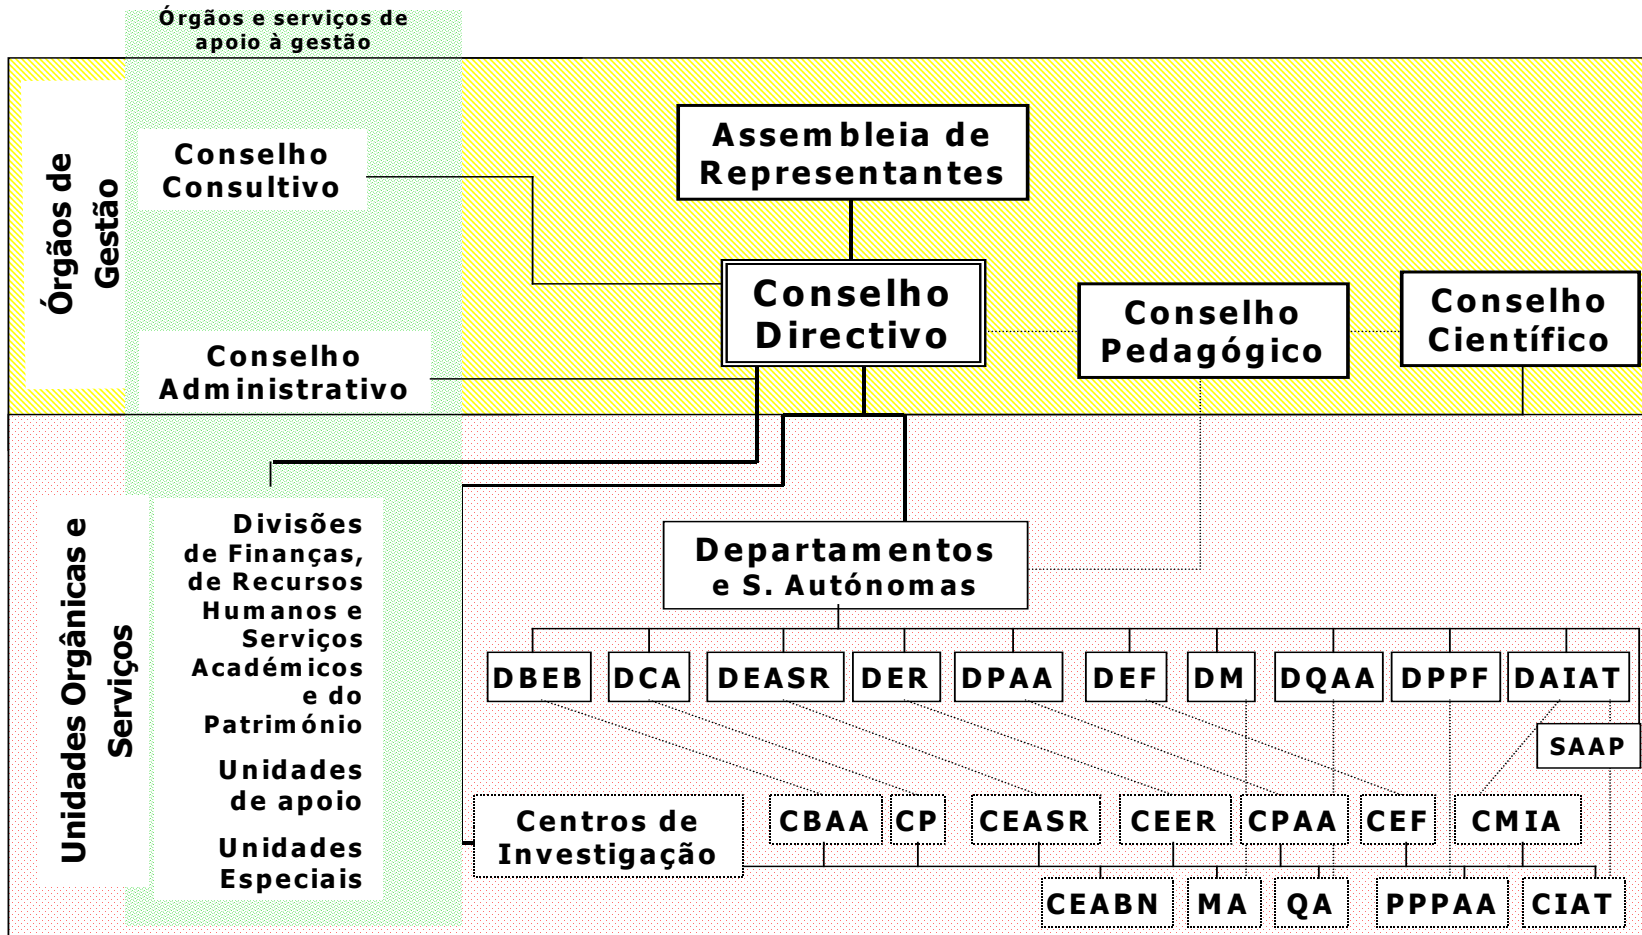 Órgãos e serviços de
apoio à gestão
Órgãos de
Gestão
Conselho
Consultivo
Assembleia de
Representantes
Conselho
Directivo
Conselho
Pedagógico
Conselho
Científico
Conselho
Administrativo
Unidades Orgânicas e
Serviços
Divisões
de Finanças,
de Recursos
Humanos e
Serviços
Académicos
e do
Património
Unidades
de apoio
Unidades
Especiais
Departamentos
e S. Autónomas
DBEB DCA DEASR DER DPAA DEF DM DQAA DPPF DAIAT
SAAP
Centros de
Investigação
CBAA CP CEASR CEER CPAA CEF CMIA
CEABN MA QA PPPAA CIAT